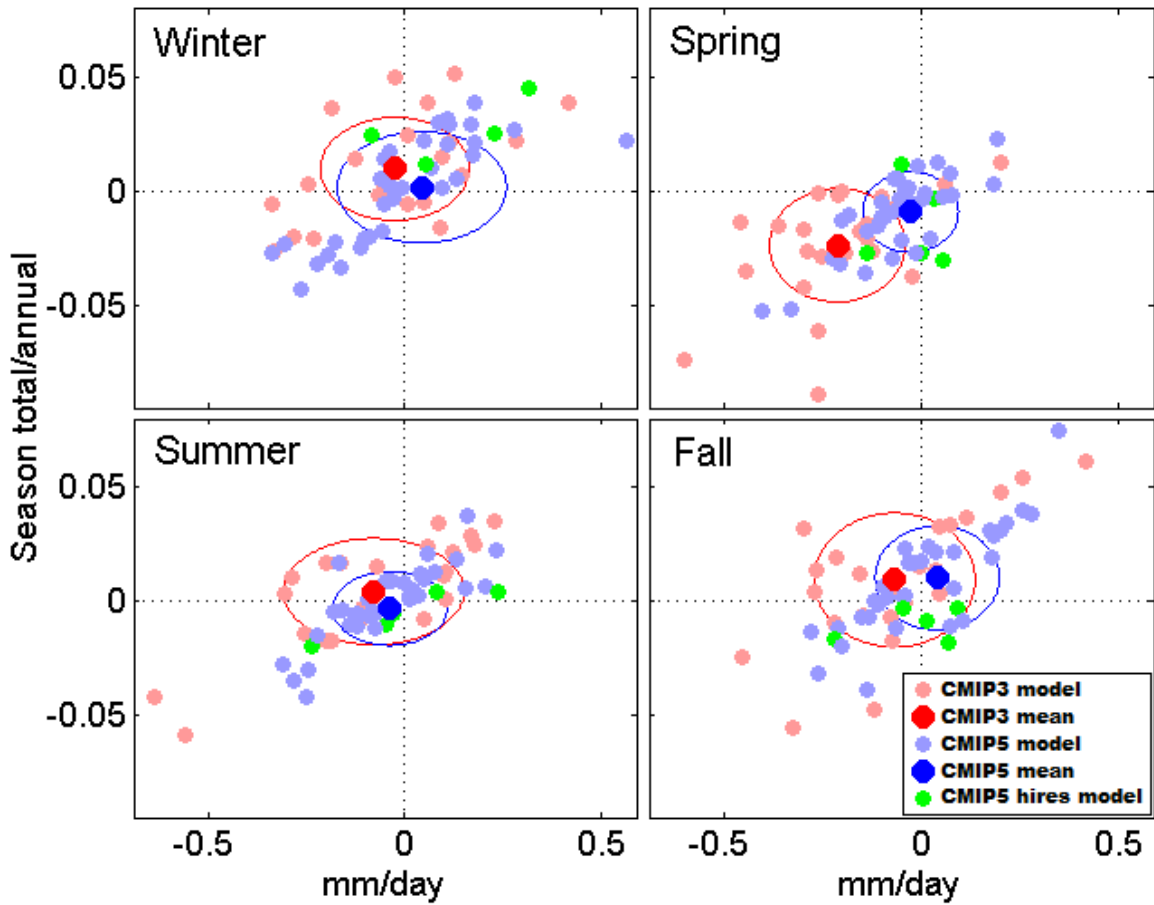 Winter
Spring
0.05
0
-0.05
Season total/annual
Summer
Fall
0.05
0
-0.05
CMIP3 model
CMIP3 mean
CMIP5 model
CMIP5 mean
CMIP5 hires model
-0.5 0 0.5
-0.5 0 0.5
mm/day
mm/day